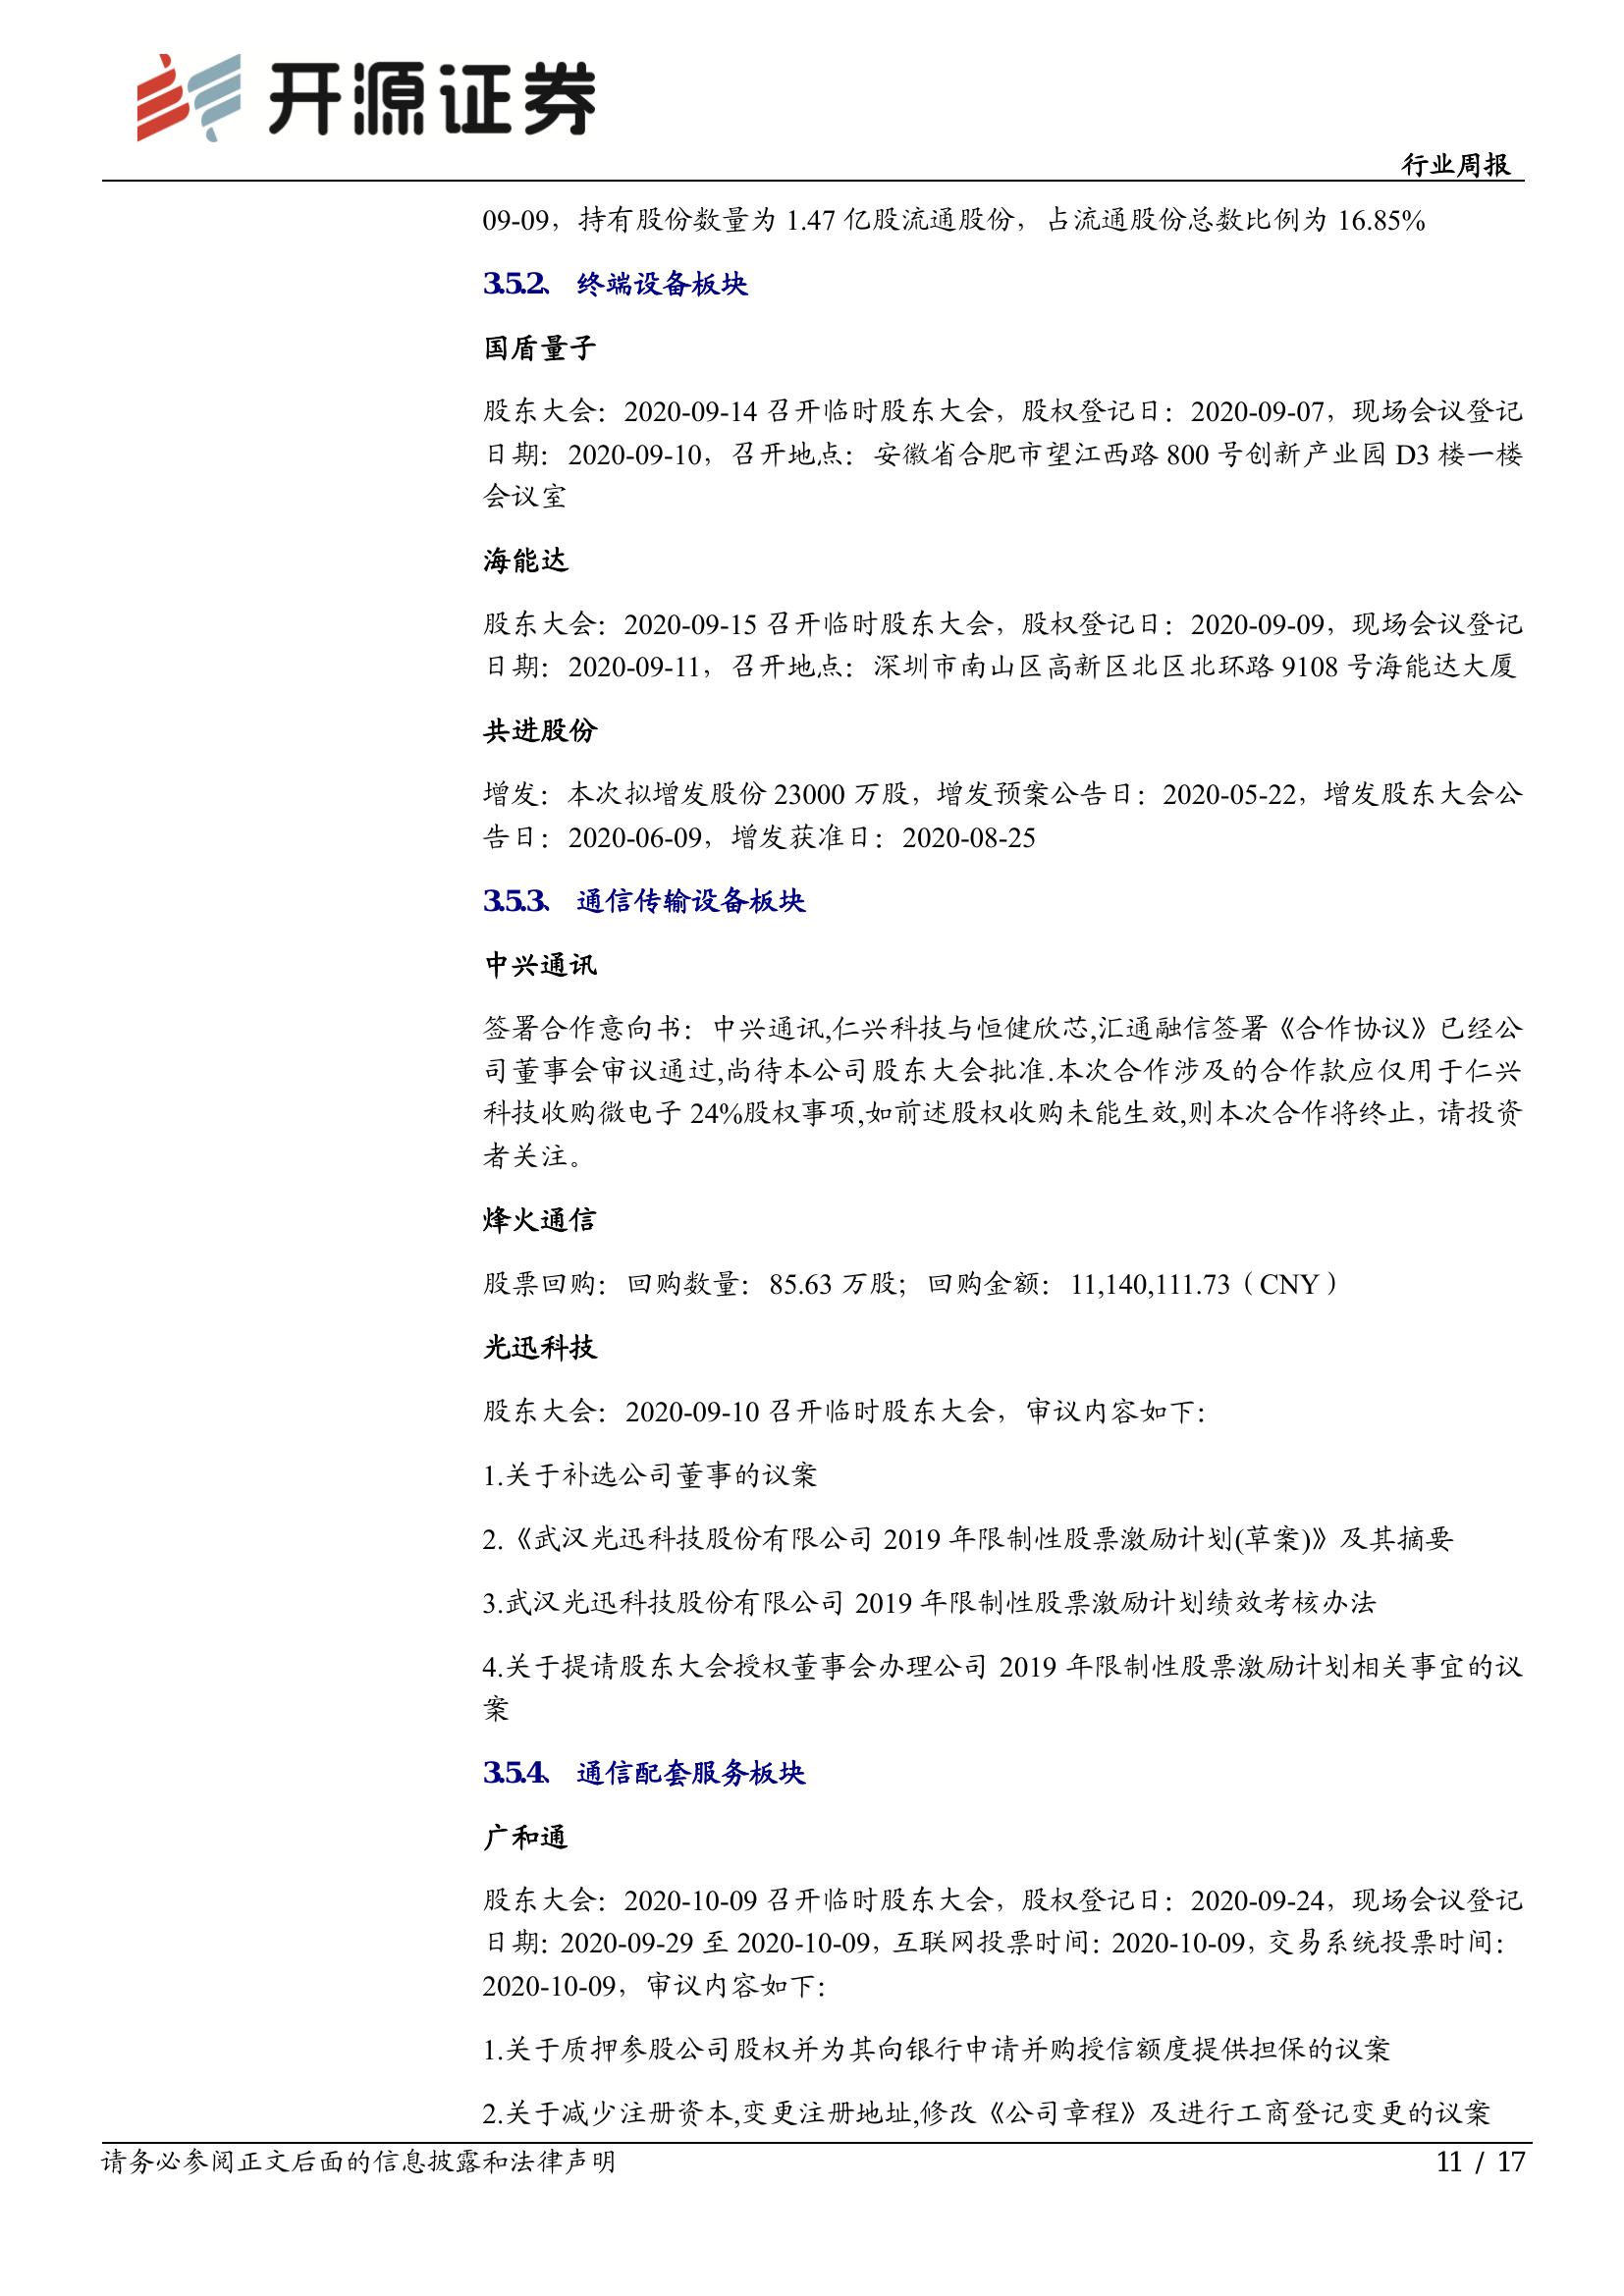 开源证券
行业周报
09-09，持有股份数量为 1.47 亿股流通股份，占流通股份总数比例为 16.85%
3.5.2、 终端设备板块
国盾量子
股东大会：2020-09-14 召开临时股东大会，股权登记日：2020-09-07，现场会议登记
日期：2020-09-10，召开地点：安徽省合肥市望江西路 800 号创新产业园 D3 楼一楼
会议室
海能达
股东大会：2020-09-15 召开临时股东大会，股权登记日：2020-09-09，现场会议登记
日期：2020-09-11，召开地点：深圳市南山区高新区北区北环路 9108 号海能达大厦
共进股份
增发：本次拟增发股份 23000 万股，增发预案公告日：2020-05-22，增发股东大会公
告日：2020-06-09，增发获准日：2020-08-25
3.5.3、 通信传输设备板块
中兴通讯
签署合作意向书：中兴通讯,仁兴科技与恒健欣芯,汇通融信签署《合作协议》已经公
司董事会审议通过,尚待本公司股东大会批准.本次合作涉及的合作款应仅用于仁兴
科技收购微电子 24%股权事项,如前述股权收购未能生效,则本次合作将终止，请投资
者关注。
烽火通信
股票回购：回购数量：85.63 万股；回购金额：11,140,111.73（CNY）
光迅科技
股东大会：2020-09-10 召开临时股东大会，审议内容如下：
1.关于补选公司董事的议案
2.《武汉光迅科技股份有限公司 2019 年限制性股票激励计划(草案)》及其摘要
3.武汉光迅科技股份有限公司 2019 年限制性股票激励计划绩效考核办法
4.关于提请股东大会授权董事会办理公司 2019 年限制性股票激励计划相关事宜的议
案
3.5.4、 通信配套服务板块
广和通
股东大会：2020-10-09 召开临时股东大会，股权登记日：2020-09-24，现场会议登记
日期：2020-09-29 至 2020-10-09，互联网投票时间：2020-10-09，交易系统投票时间：
2020-10-09，审议内容如下：
1.关于质押参股公司股权并为其向银行申请并购授信额度提供担保的议案
2.关于减少注册资本,变更注册地址,修改《公司章程》及进行工商登记变更的议案
请务必参阅正文后面的信息披露和法律声明
11 / 17